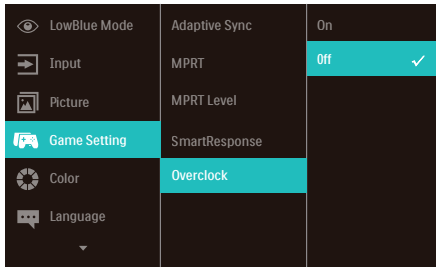 LowBlue Mode
Input
Picture
Game Setting
Color
Language
Adaptive Sync
MPRT
MPRT Level
SmartResponse
Overclock
On
Off